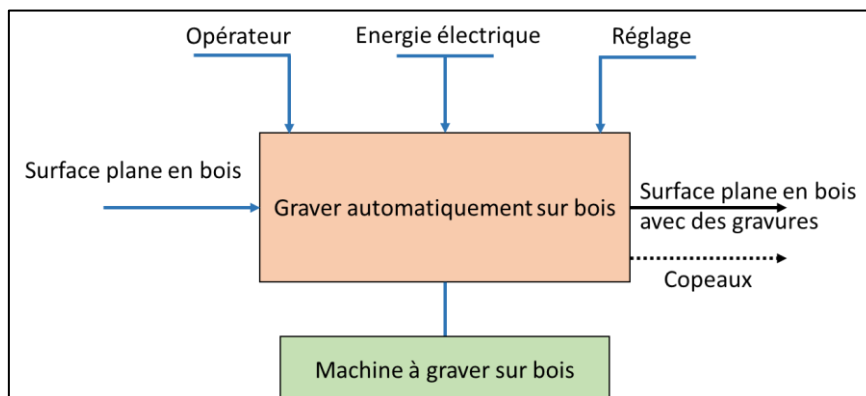 Opérateur
Energie électrique
Réglage
Surface plane en bois
Graver automatiquement sur bois
Surface plane en bois
avec des gravures
Copeaux
Machine à graver sur bois